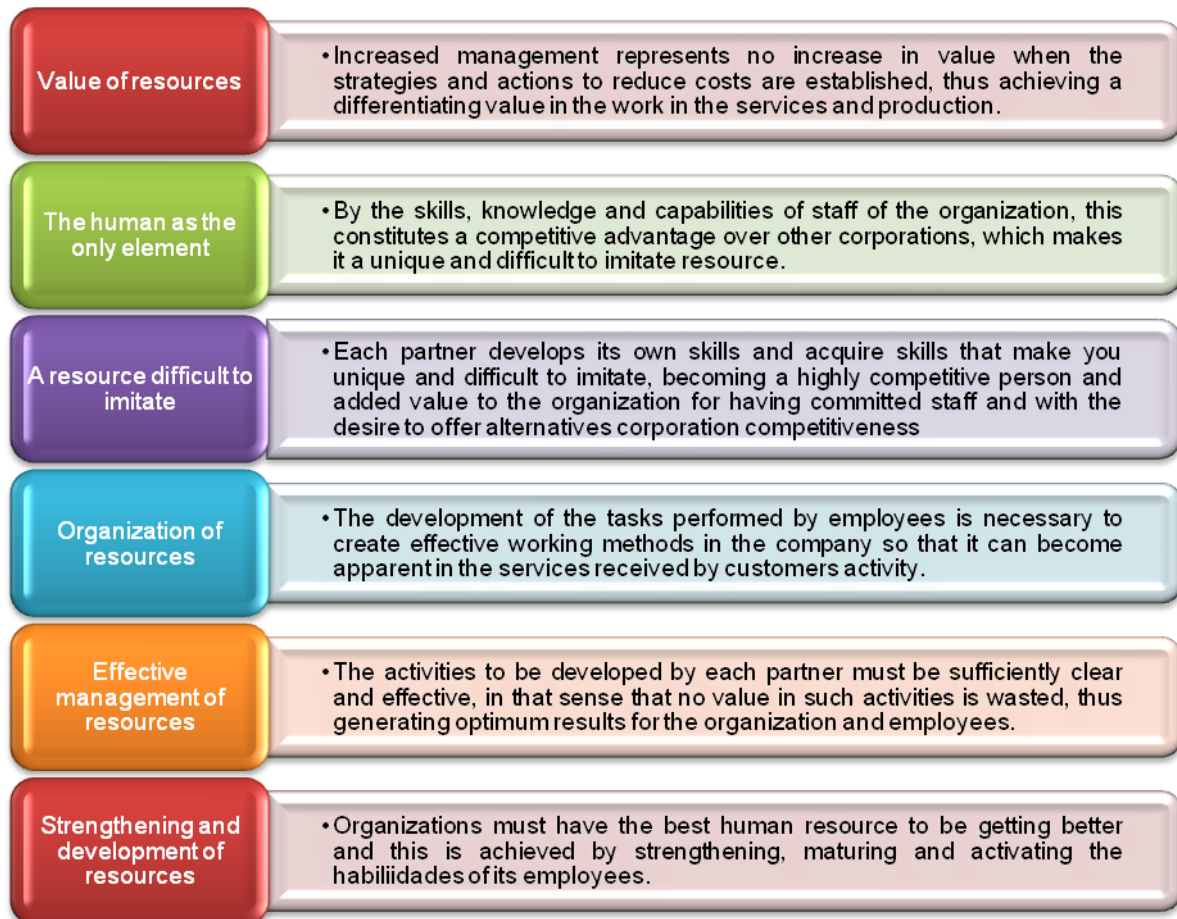 Value of resources
•Increased management represents no increase in value when the
strategies and actions to reduce costs are established, thus achieving a
differentiating value in the work in the services and production.
The human as the
only element
•By the skills, knowledge and capabilities of staff of the organization, this
constitutes a competitive advantage over other corporations, which makes
it a unique and difficult to imitate resource.
A resource difficult to
imitate
•Each partner develops its own skills and acquire skills that make you
unique and difficult to imitate, becoming a highly competitive person and
added value to the organization for having committed staff and with the
desire to offer alternatives corporation competitiveness
Organization of
resources
•The development of the tasks performed by employees is necessary to
create effective working methods in the company so that it can become
apparent in the services received by customers activity.
Effective
management of
resources
•The activities to be developed by each partner must be sufficiently clear
and effective, in that sense that no value in such activities is wasted, thus
generating optimum results for the organization and employees.
Strengthening and
development of
resources
•Organizations must have the best human resource to be getting better
and this is achieved by strengthening, maturing and activating the
habiliidades of its employees.